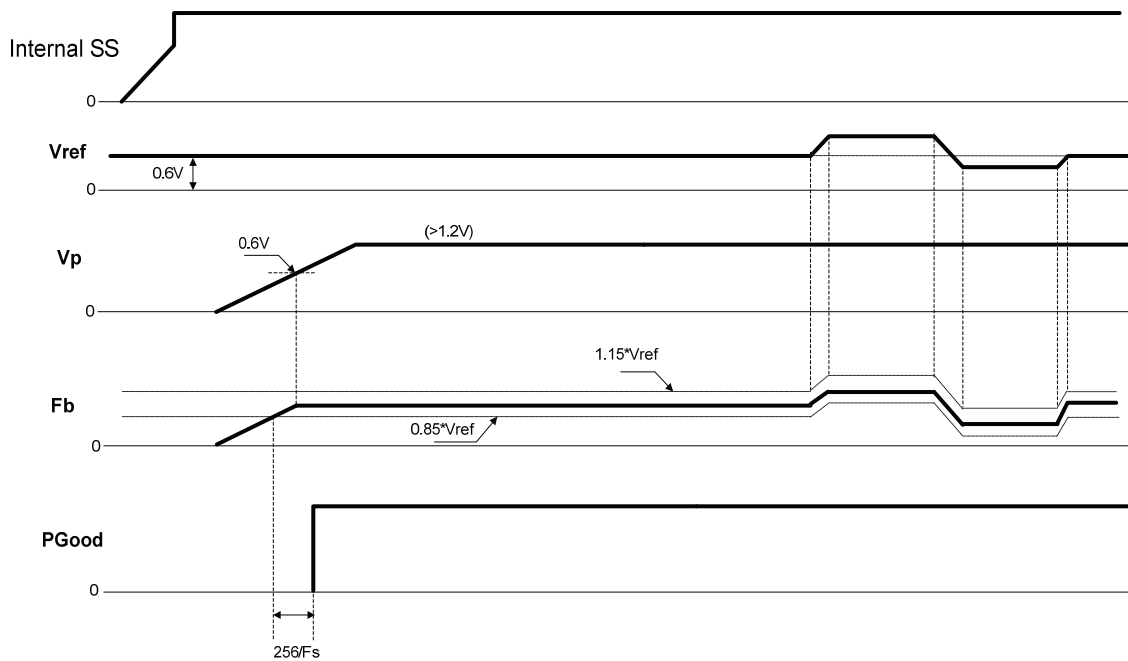 Internal SS
0
Vref
0.6V
0
0.6V
(>1.2V)
Vp
0
1.15*Vref
Fb
0.85*Vref
0
PGood
0
256/Fs